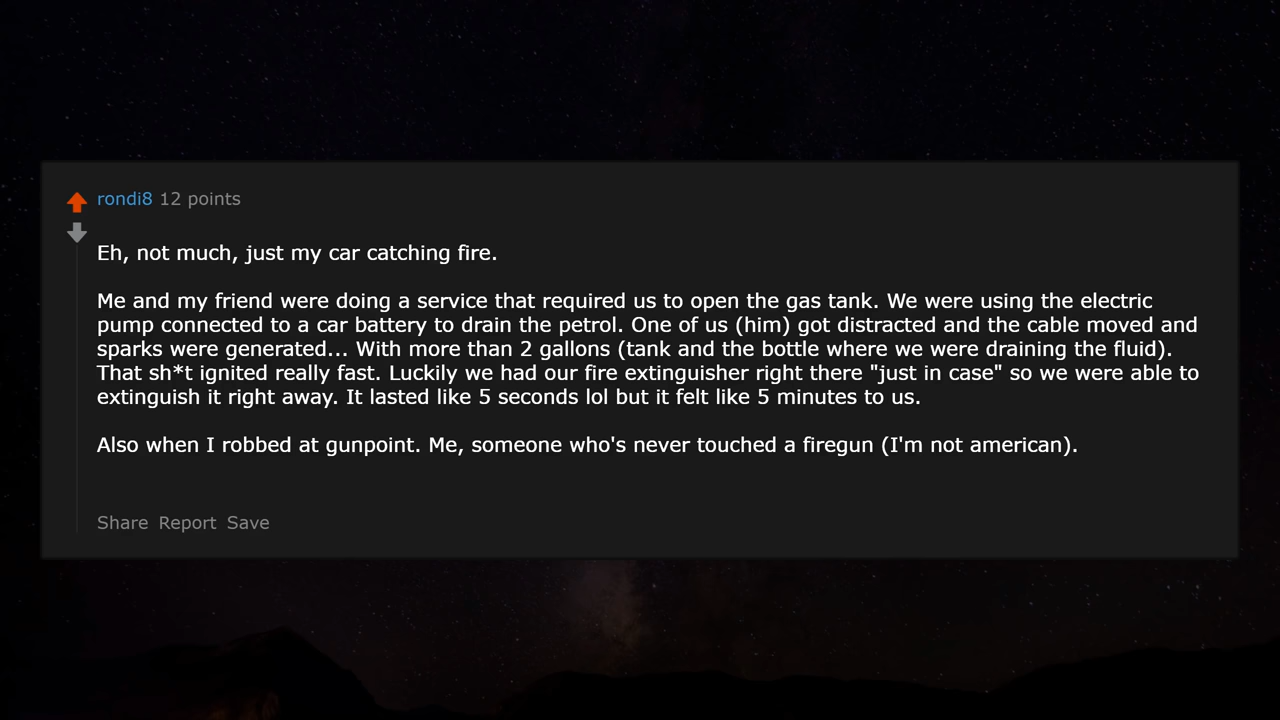 rondi8 12 points
Eh, not much, just my car catching fire.
Me and my friend were doing a service that required us to open the gas tank. We were using the electric
pump connected to a car battery to drain the petrol. One of us (him) got distracted and the cable moved and
sparks were generated... With more than 2 gallons (tank and the bottle where we were draining the fluid).
That sh*t ignited really fast. Luckily we had our fire extinguisher right there "just in case" so we were able to
extinguish it right away. It lasted like 5 seconds lol but it felt like 5 minutes to us.
Also when I robbed at gunpoint. Me, someone who's never touched a firegun (I'm not american).
Share Report Save